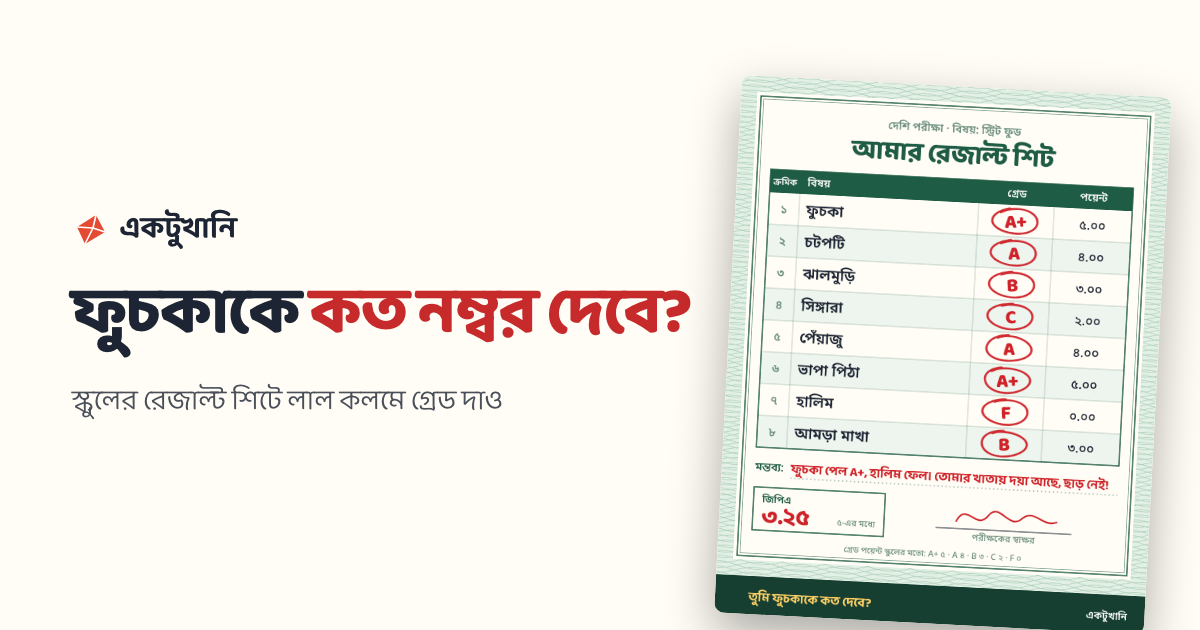 একটুখানি
ফুচকাকে কত নম্বর দেবে?
স্কুলের রেজাল্ট শিটে লাল কলমে গ্রেড দাও
দেশি পরীক্ষা · বিষয়: স্ট্রিট ফুড
আমার রেজাল্ট শিট
ক্রমিক বিষয় গ্রেড পয়েন্ট
১ ফুচকা A+ ৫.০০
২ চটপটি A ৪.০০
৩ ঝালমুড়ি B ৩.০০
৪ সিঙ্গারা C ২.০০
৫ পেঁয়াজু A ৪.০০
৬ ভাপা পিঠা A+ ৫.০০
৭ হালিম F ০.০০
৮ আমড়া মাখা B ৩.০০
মন্তব্য: ফুচকা পেল A+, হালিম ফেল। তোমার খাতায় দয়া আছে, ছাড় নেই!
জিপিএ
৩.২৫ ৫-এর মধ্যে
পরীক্ষকের স্বাক্ষর
গ্রেড পয়েন্ট স্কুলের মতো: A+ ৫ · A ৪ · B ৩ · C ২ · F ০
তুমি ফুচকাকে কত দেবে? একটুখানি